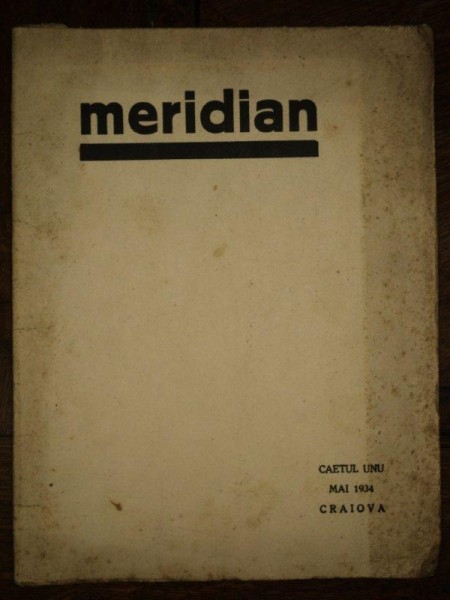 meridian
CAETUL UNU
MAI 1934
CRAIOVA